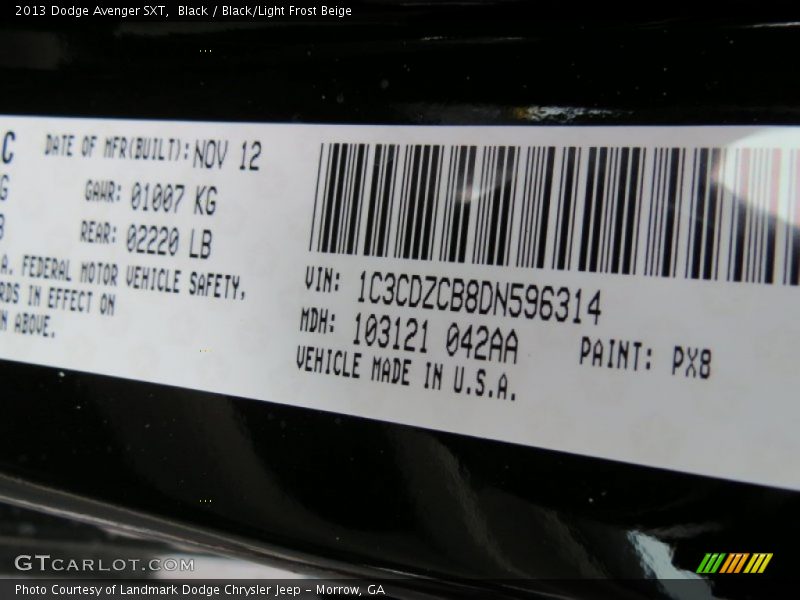 2013 Dodge Avenger SXT, Black / Black/Light Frost Beige
C
DATE OF MFR(BUILT): NOV 12
G
GAWR: 01007 KG
B
REAR: 02220 LB
A. FEDERAL MOTOR VEHICLE SAFETY,
RDS IN EFFECT ON
N ABOVE.
VIN: 1C3CDZCB8DN596314
MDH: 103121 042AA PAINT: PX8
VEHICLE MADE IN U.S.A.
GTCARLOT.COM
Photo Courtesy of Landmark Dodge Chrysler Jeep - Morrow, GA